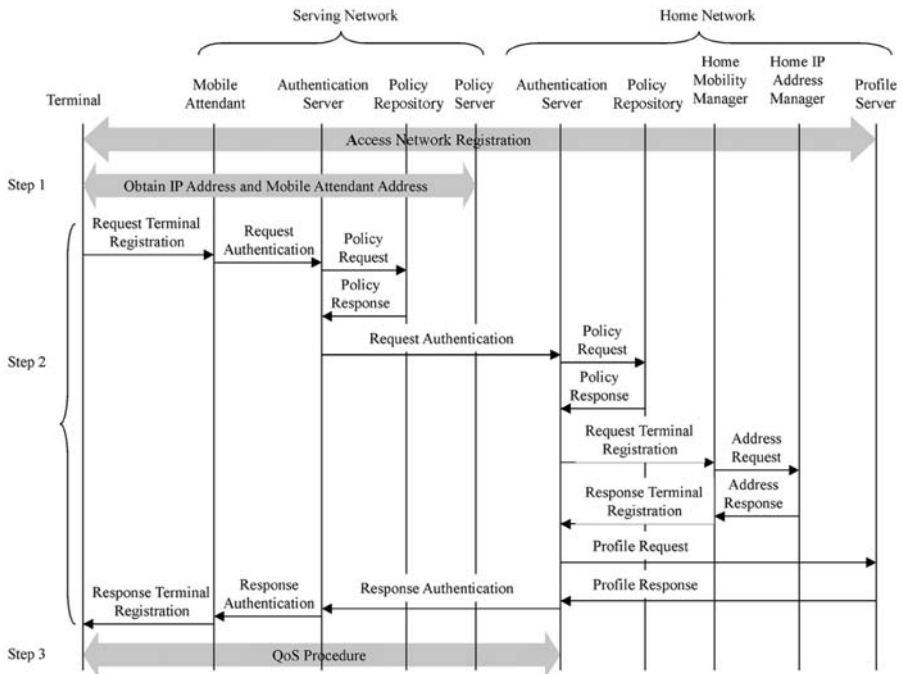 Serving Network
Home Network
Terminal
Mobile
Attendant
Authentication
Server
Policy
Repository
Policy
Server
Authentication
Server
Policy
Repository
Home
Mobility
Manager
Home IP
Address
Manager
Profile
Server
Access Network Registration
Step 1
Obtain IP Address and Mobile Attendant Address
Request Terminal
Registration
Request
Authentication
Policy
Request
Policy
Response
Request Authentication
Policy
Request
Step 2
Policy
Response
Request Terminal
Registration
Address
Request
Response Terminal
Registration
Address
Response
Profile Request
Response Terminal
Registration
Response
Authentication
Response Authentication
Profile Response
Step 3
QoS Procedure